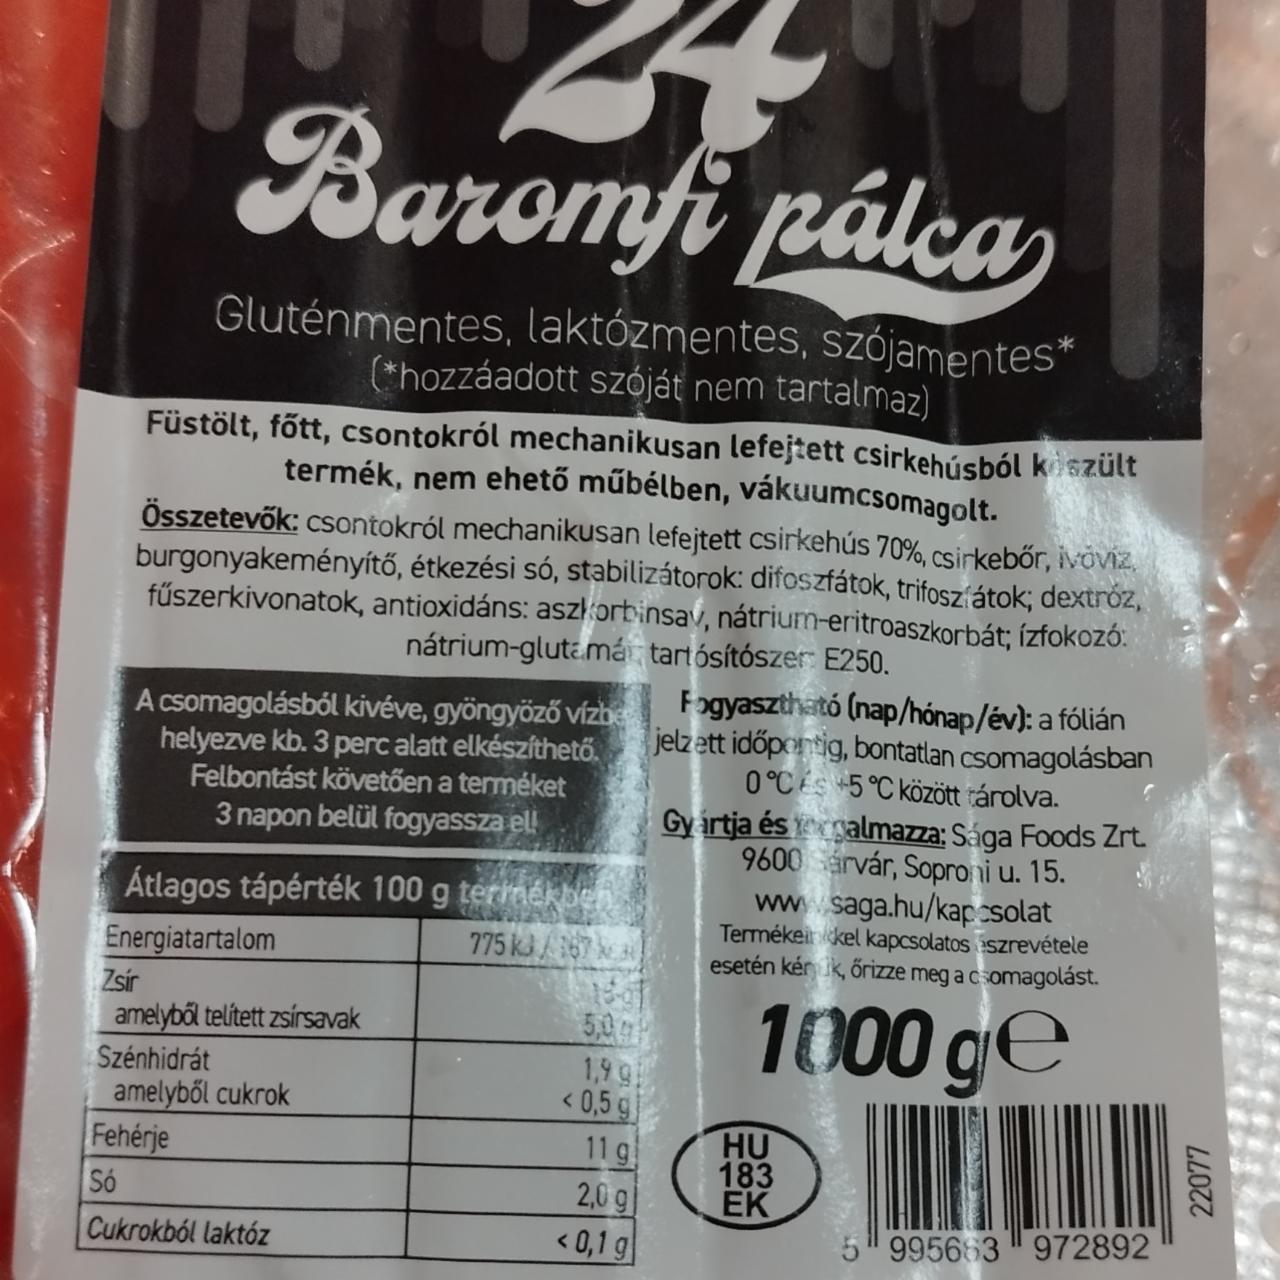 24
Baromfi pálca
Gluténmentes, laktózmentes, szójamentes*
(*hozzáadott szóját nem tartalmaz)
Füstölt, főtt, csontokról mechanikusan lefejtett csirkehúsból készült
termék, nem ehető műbélben, vákuumcsomagolt.
Összetevők: csontokról mechanikusan lefejtett csirkehús 70%, csirkebőr, ivóvíz,
burgonyakeményítő, étkezési só, stabilizátorok: difoszfátok, trifoszfátok; dextróz,
fűszerkivonatok, antioxidáns: aszkorbinsav, nátrium-eritroaszkorbát; ízfokozó:
nátrium-glutamát; tartósítószer: E250.
A csomagolásból kivéve, gyöngyöző vízbe
helyezve kb. 3 perc alatt elkészíthető.
Felbontást követően a terméket
3 napon belül fogyassza el!
Fogyasztható (nap/hónap/év): a fólián
jelzett időpontig, bontatlan csomagolásban
0 °C és +5 °C között tárolva.
Gyártja és forgalmazza: Sága Foods Zrt.
9600 Sárvár, Soproni u. 15.
www.saga.hu/kapcsolat
Termékeinkkel kapcsolatos észrevétele
esetén kérjük, őrizze meg a csomagolást.
Átlagos tápérték 100 g termékben
Energiatartalom 775 kJ / 187 kcal
Zsír
amelyből telített zsírsavak 5,0 g
Szénhidrát 1,9 g
amelyből cukrok < 0,5 g
Fehérje 11 g
Só 2,0 g
Cukrokból laktóz < 0,1 g
1000 g ℮
HU
183
EK
22077
5 995663 972892